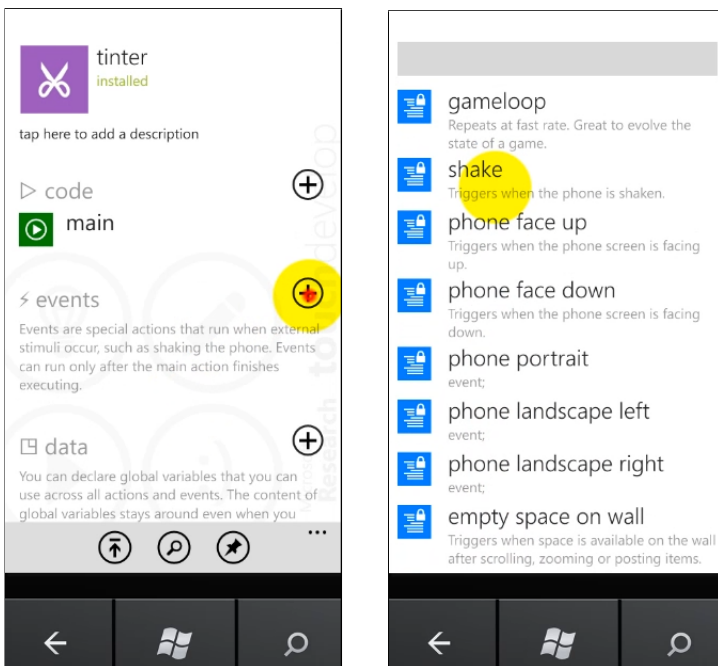 tinter
installed
tap here to add a description
code
main
events
Events are special actions that run when external
stimuli occur, such as shaking the phone. Events
can run only after the main action finishes
executing.
data
You can declare global variables that you can
use across all actions and events. The content of
global variables stays around even when you
Microsoft
Research touchdevelop
gameloop
Repeats at fast rate. Great to evolve the
state of a game.
shake
Triggers when the phone is shaken.
phone face up
Triggers when the phone screen is facing
up.
phone face down
Triggers when the phone screen is facing
down.
phone portrait
event;
phone landscape left
event;
phone landscape right
event;
empty space on wall
Triggers when space is available on the wall
after scrolling, zooming or posting items.